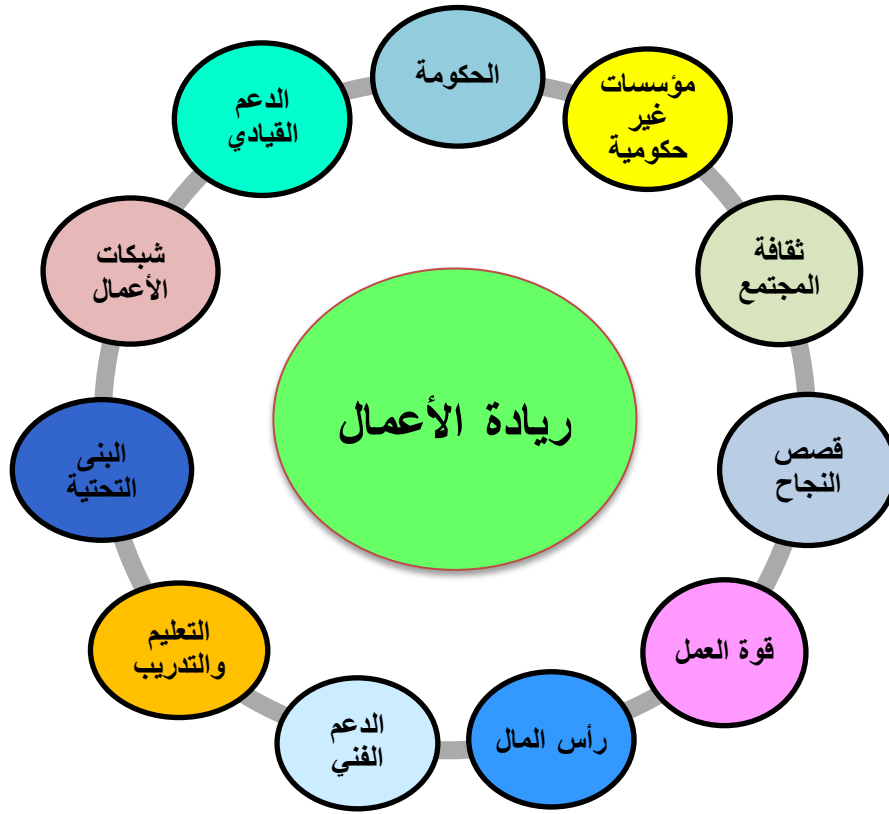 الحكومة
مؤسسات
غير
حكومية
ثقافة
المجتمع
قصص
النجاح
قوة العمل
رأس المال
الدعم
الفني
التعليم
والتدريب
البنى
التحتية
شبكات
الأعمال
الدعم
القيادي
ريادة الأعمال